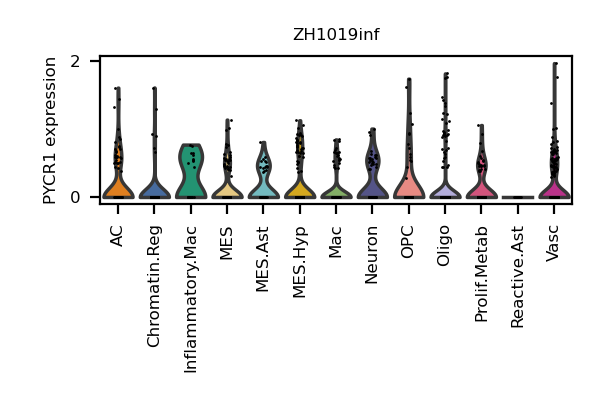 ZH1019inf
PYCR1 expression
2
0
AC
Chromatin.Reg
Inflammatory.Mac
MES
MES.Ast
MES.Hyp
Mac
Neuron
OPC
Oligo
Prolif.Metab
Reactive.Ast
Vasc